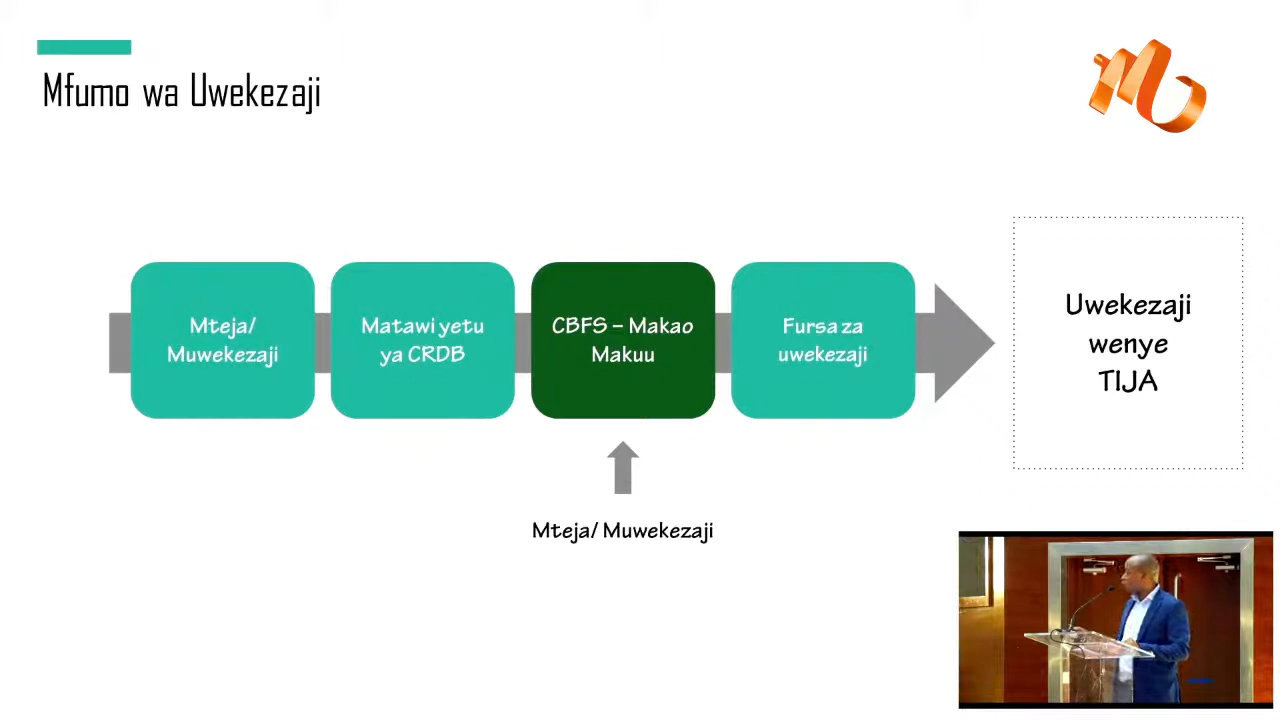 Mfumo wa Uwekezaji
Mteja/
Muwekezaji
Matawi yetu
ya CRDB
CBFS – Makao
Makuu
Fursa za
uwekezaji
Uwekezaji
wenye
TIJA
Mteja/ Muwekezaji